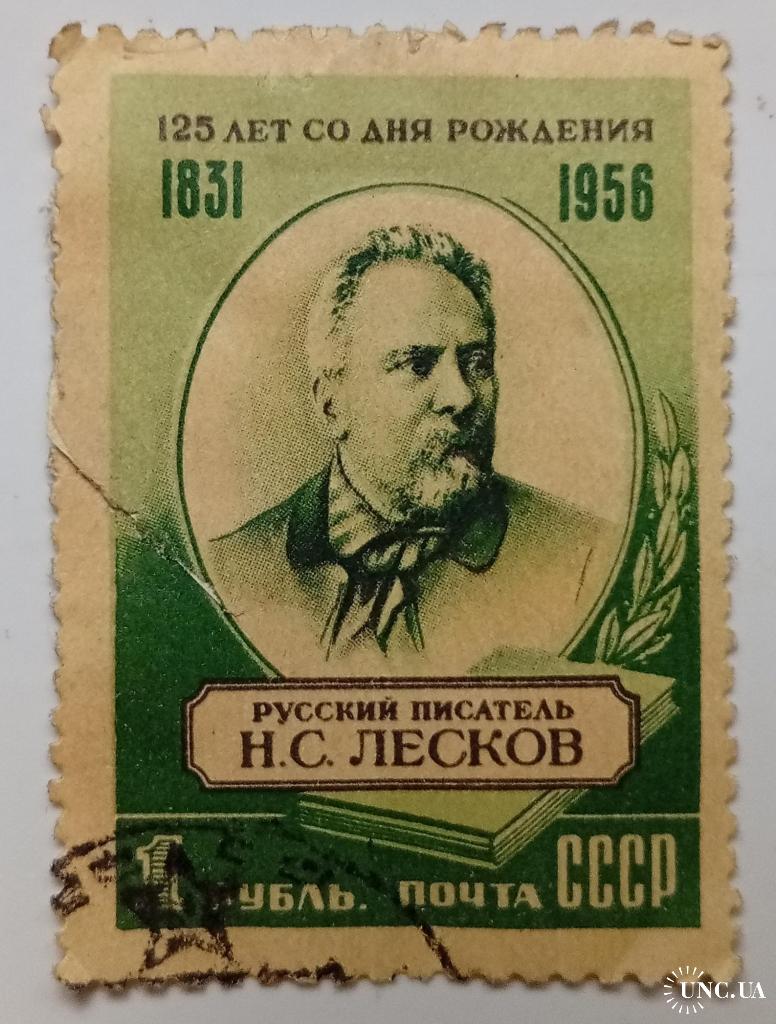 125 ЛЕТ СО ДНЯ РОЖДЕНИЯ
1831 1956
РУССКИЙ ПИСАТЕЛЬ
Н.С. ЛЕСКОВ
1 РУБЛЬ. ПОЧТА СССР
UNC.UA